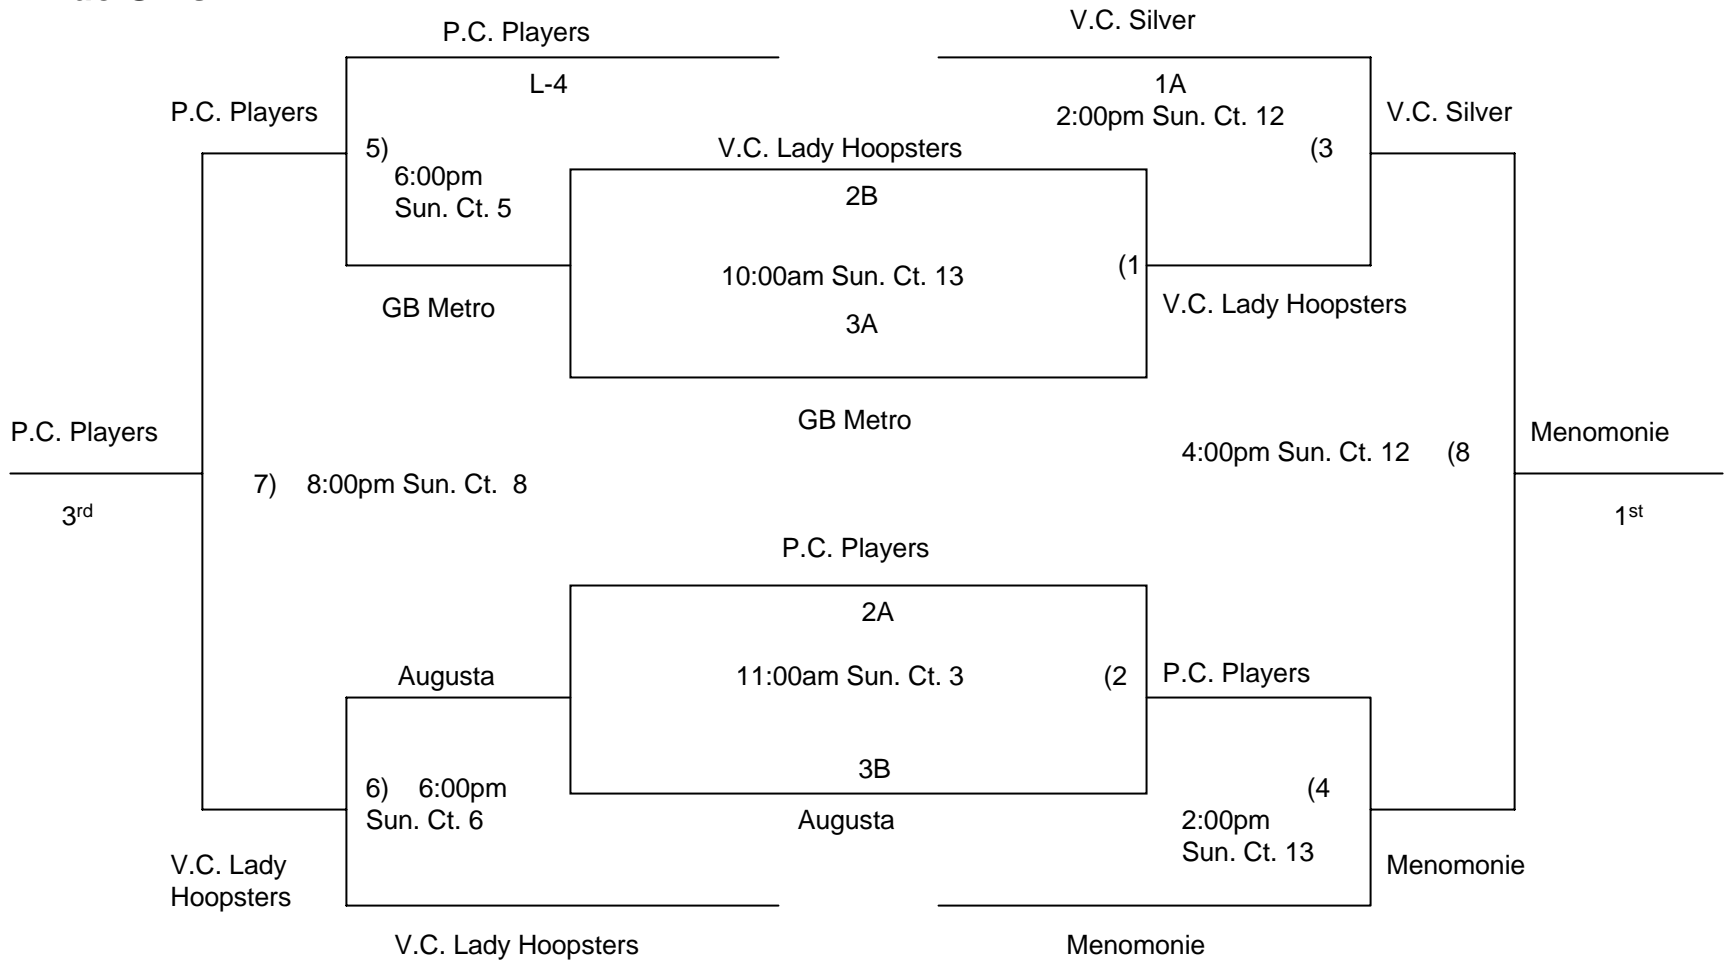 P.C. Players
V.C. Silver
L-4
1A
P.C. Players
2:00pm Sun. Ct. 12
V.C. Silver
5)
V.C. Lady Hoopsters
(3
6:00pm
Sun. Ct. 5
2B
10:00am Sun. Ct. 13
(1
GB Metro
3A
V.C. Lady Hoopsters
GB Metro
P.C. Players
4:00pm Sun. Ct. 12
(8
Menomonie
7)
8:00pm Sun. Ct. 8
3rd
1st
P.C. Players
2A
Augusta
11:00am Sun. Ct. 3
(2
P.C. Players
3B
6) 6:00pm
Sun. Ct. 6
(4
Augusta
2:00pm
Sun. Ct. 13
V.C. Lady
Hoopsters
Menomonie
V.C. Lady Hoopsters
Menomonie